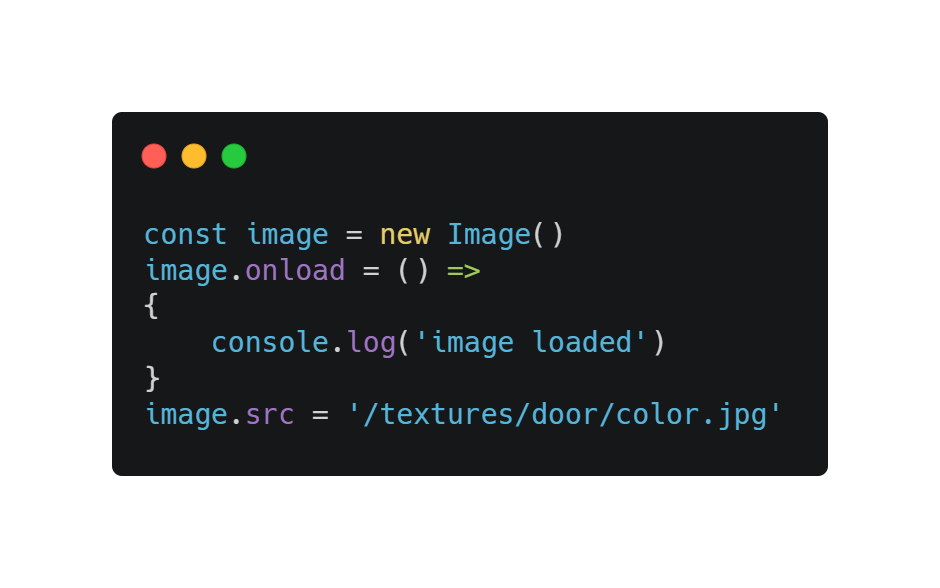 const image = new Image()
image.onload = () =>
{
    console.log('image loaded')
}
image.src = '/textures/door/color.jpg'